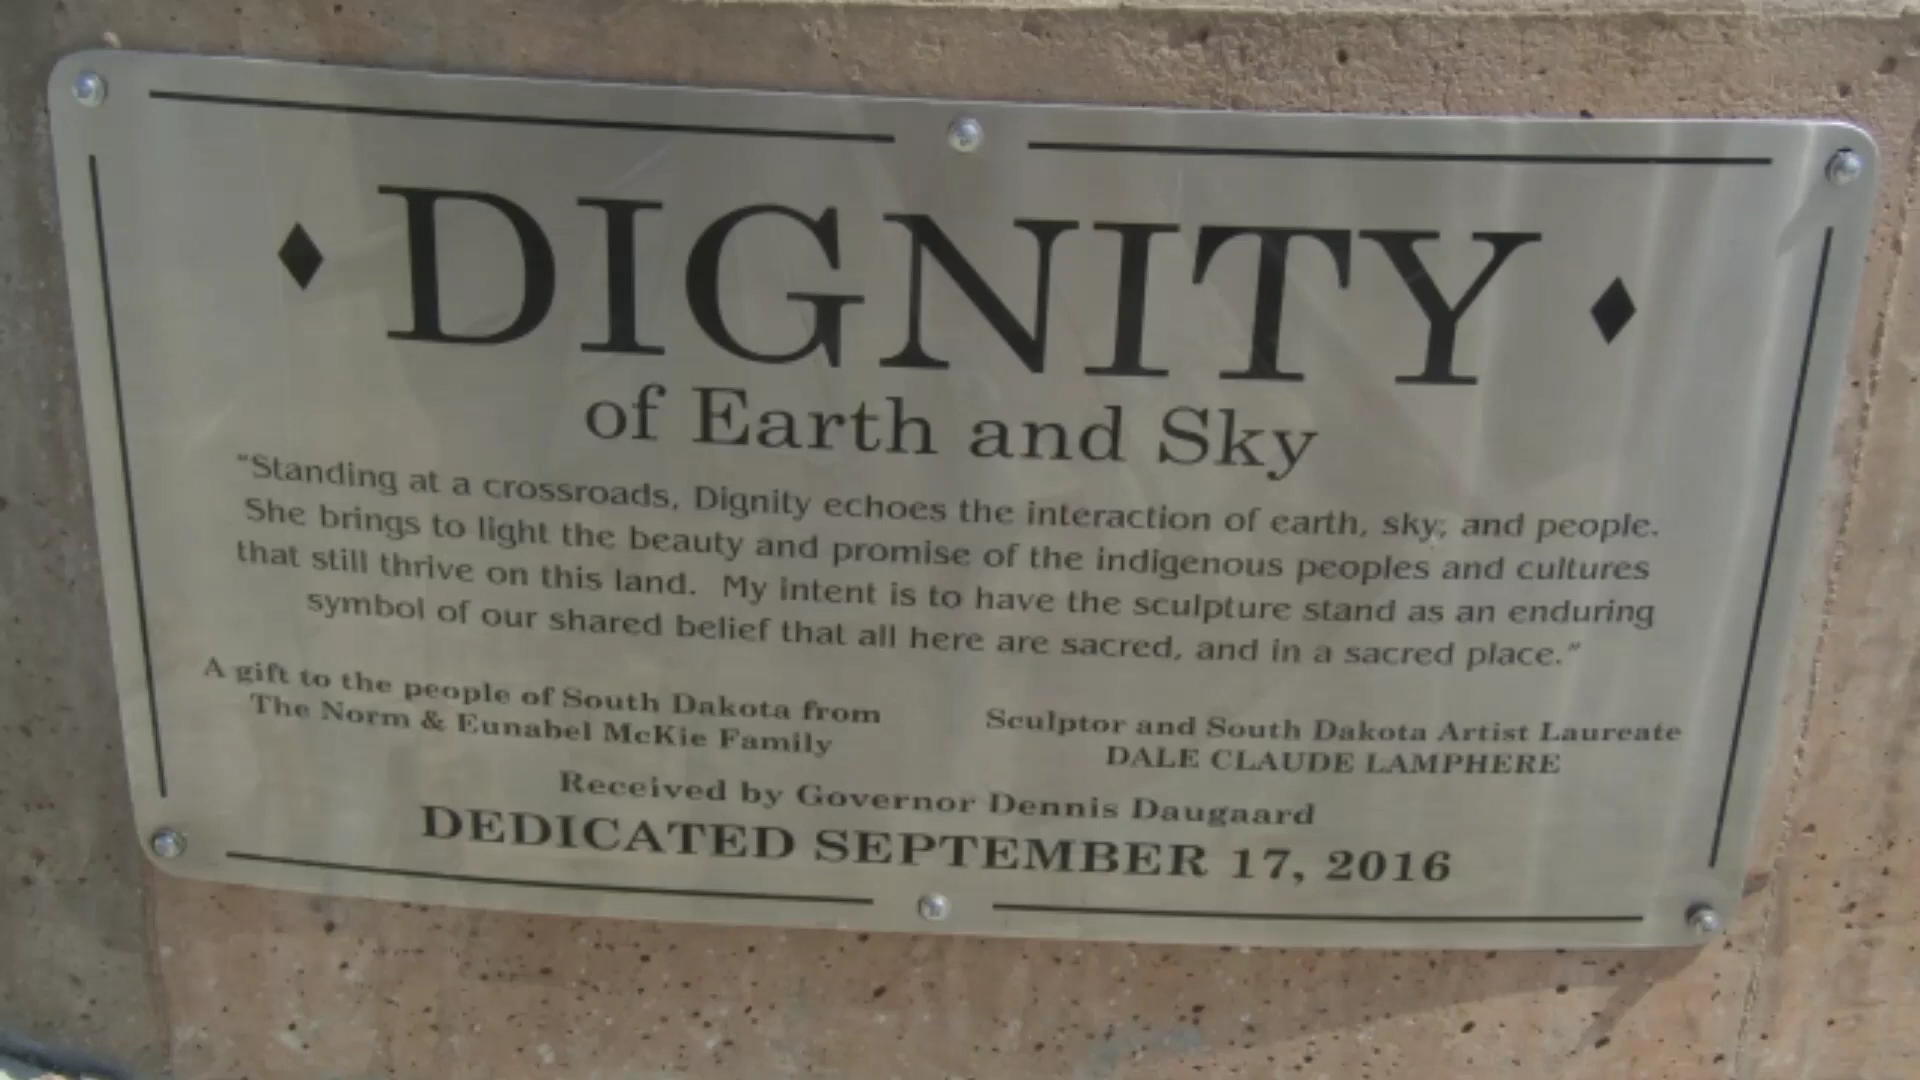 DIGNITY
of Earth and Sky
"Standing at a crossroads, Dignity echoes the interaction of earth, sky, and people.
She brings to light the beauty and promise of the indigenous peoples and cultures
that still thrive on this land. My intent is to have the sculpture stand as an enduring
symbol of our shared belief that all here are sacred, and in a sacred place."
A gift to the people of South Dakota from
The Norm & Eunabel McKie Family
Sculptor and South Dakota Artist Laureate
DALE CLAUDE LAMPHERE
Received by Governor Dennis Daugaard
DEDICATED SEPTEMBER 17, 2016